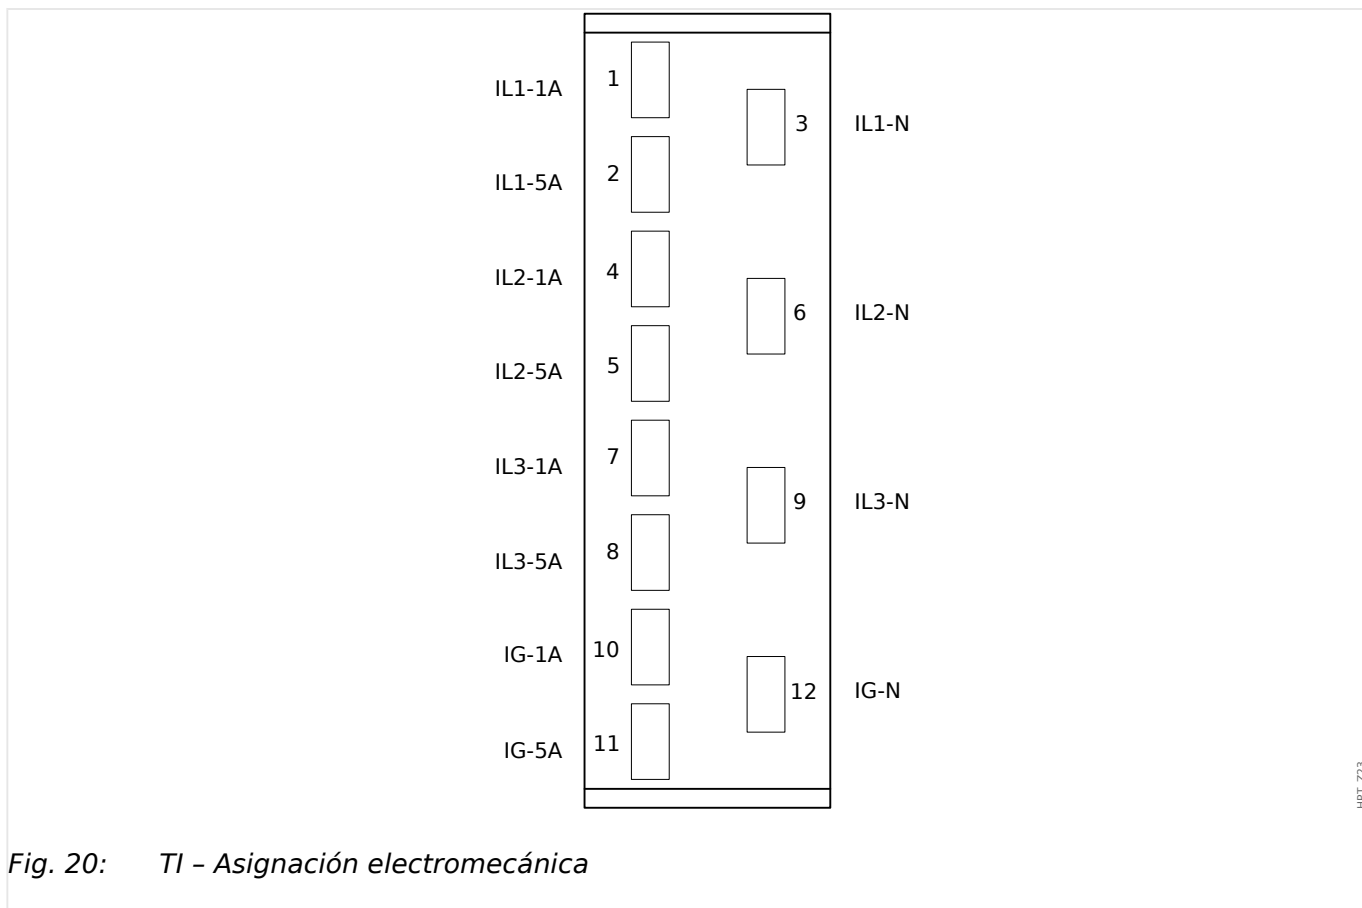 IL1-1A 1
3 IL1-N
IL1-5A 2
IL2-1A 4
6 IL2-N
IL2-5A 5
IL3-1A 7
9 IL3-N
IL3-5A 8
IG-1A 10
12 IG-N
IG-5A 11
Fig. 20: TI – Asignación electromecánica